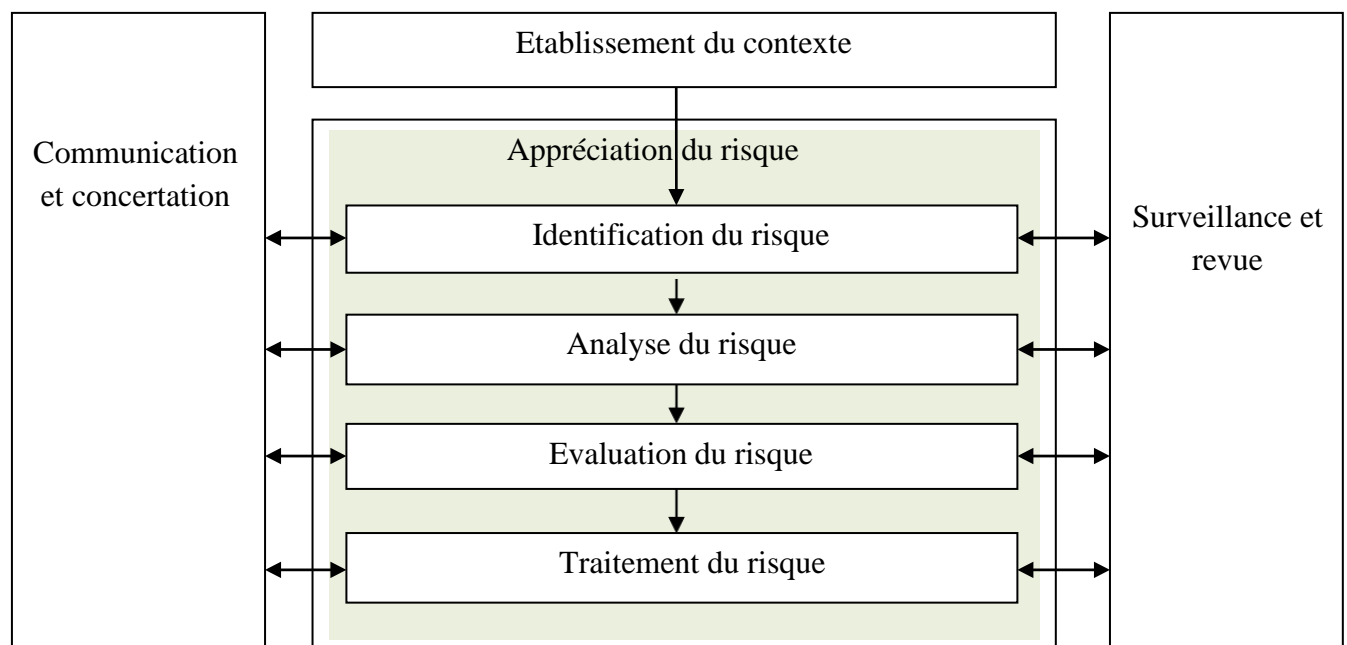 Etablissement du contexte
Communication
et concertation
Appréciation du risque
Identification du risque
Analyse du risque
Evaluation du risque
Traitement du risque
Surveillance et
revue